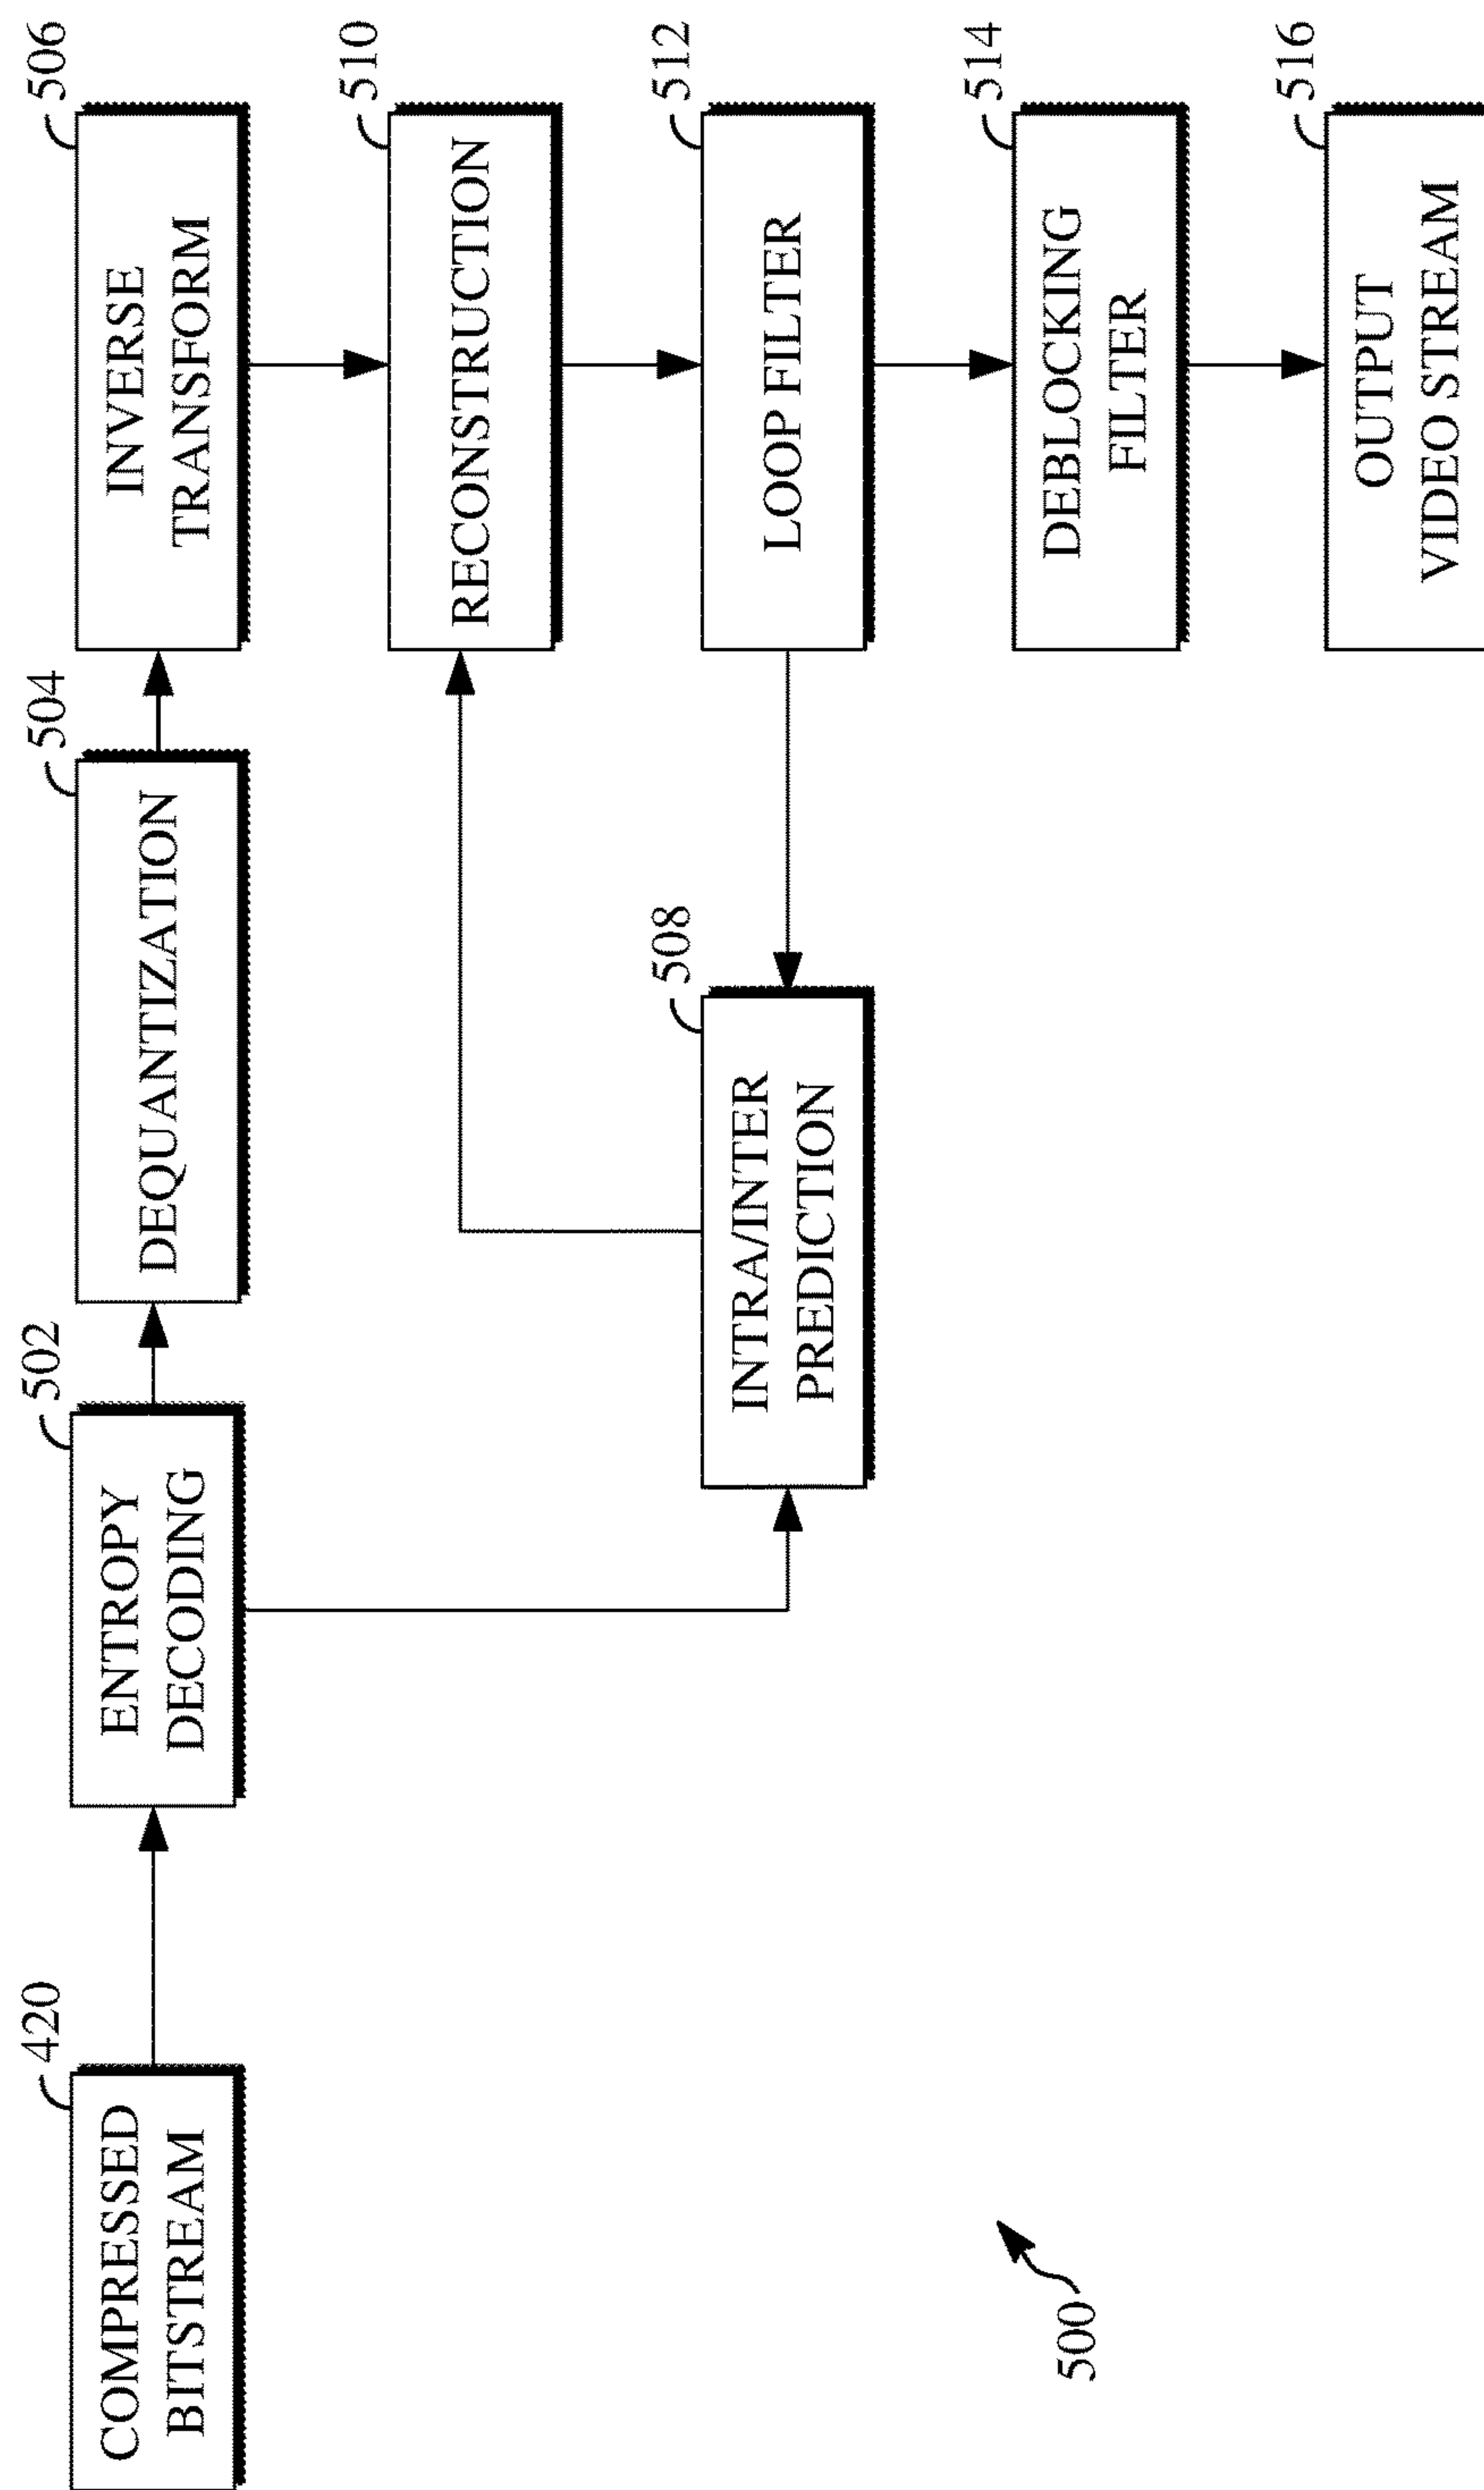 420
COMPRESSED
BITSTREAM
502
ENTROPY
DECODING
504
DEQUANTIZATION
506
INVERSE
TRANSFORM
508
INTRA/INTER
PREDICTION
510
RECONSTRUCTION
512
LOOP FILTER
514
DEBLOCKING
FILTER
516
OUTPUT
VIDEO STREAM
500